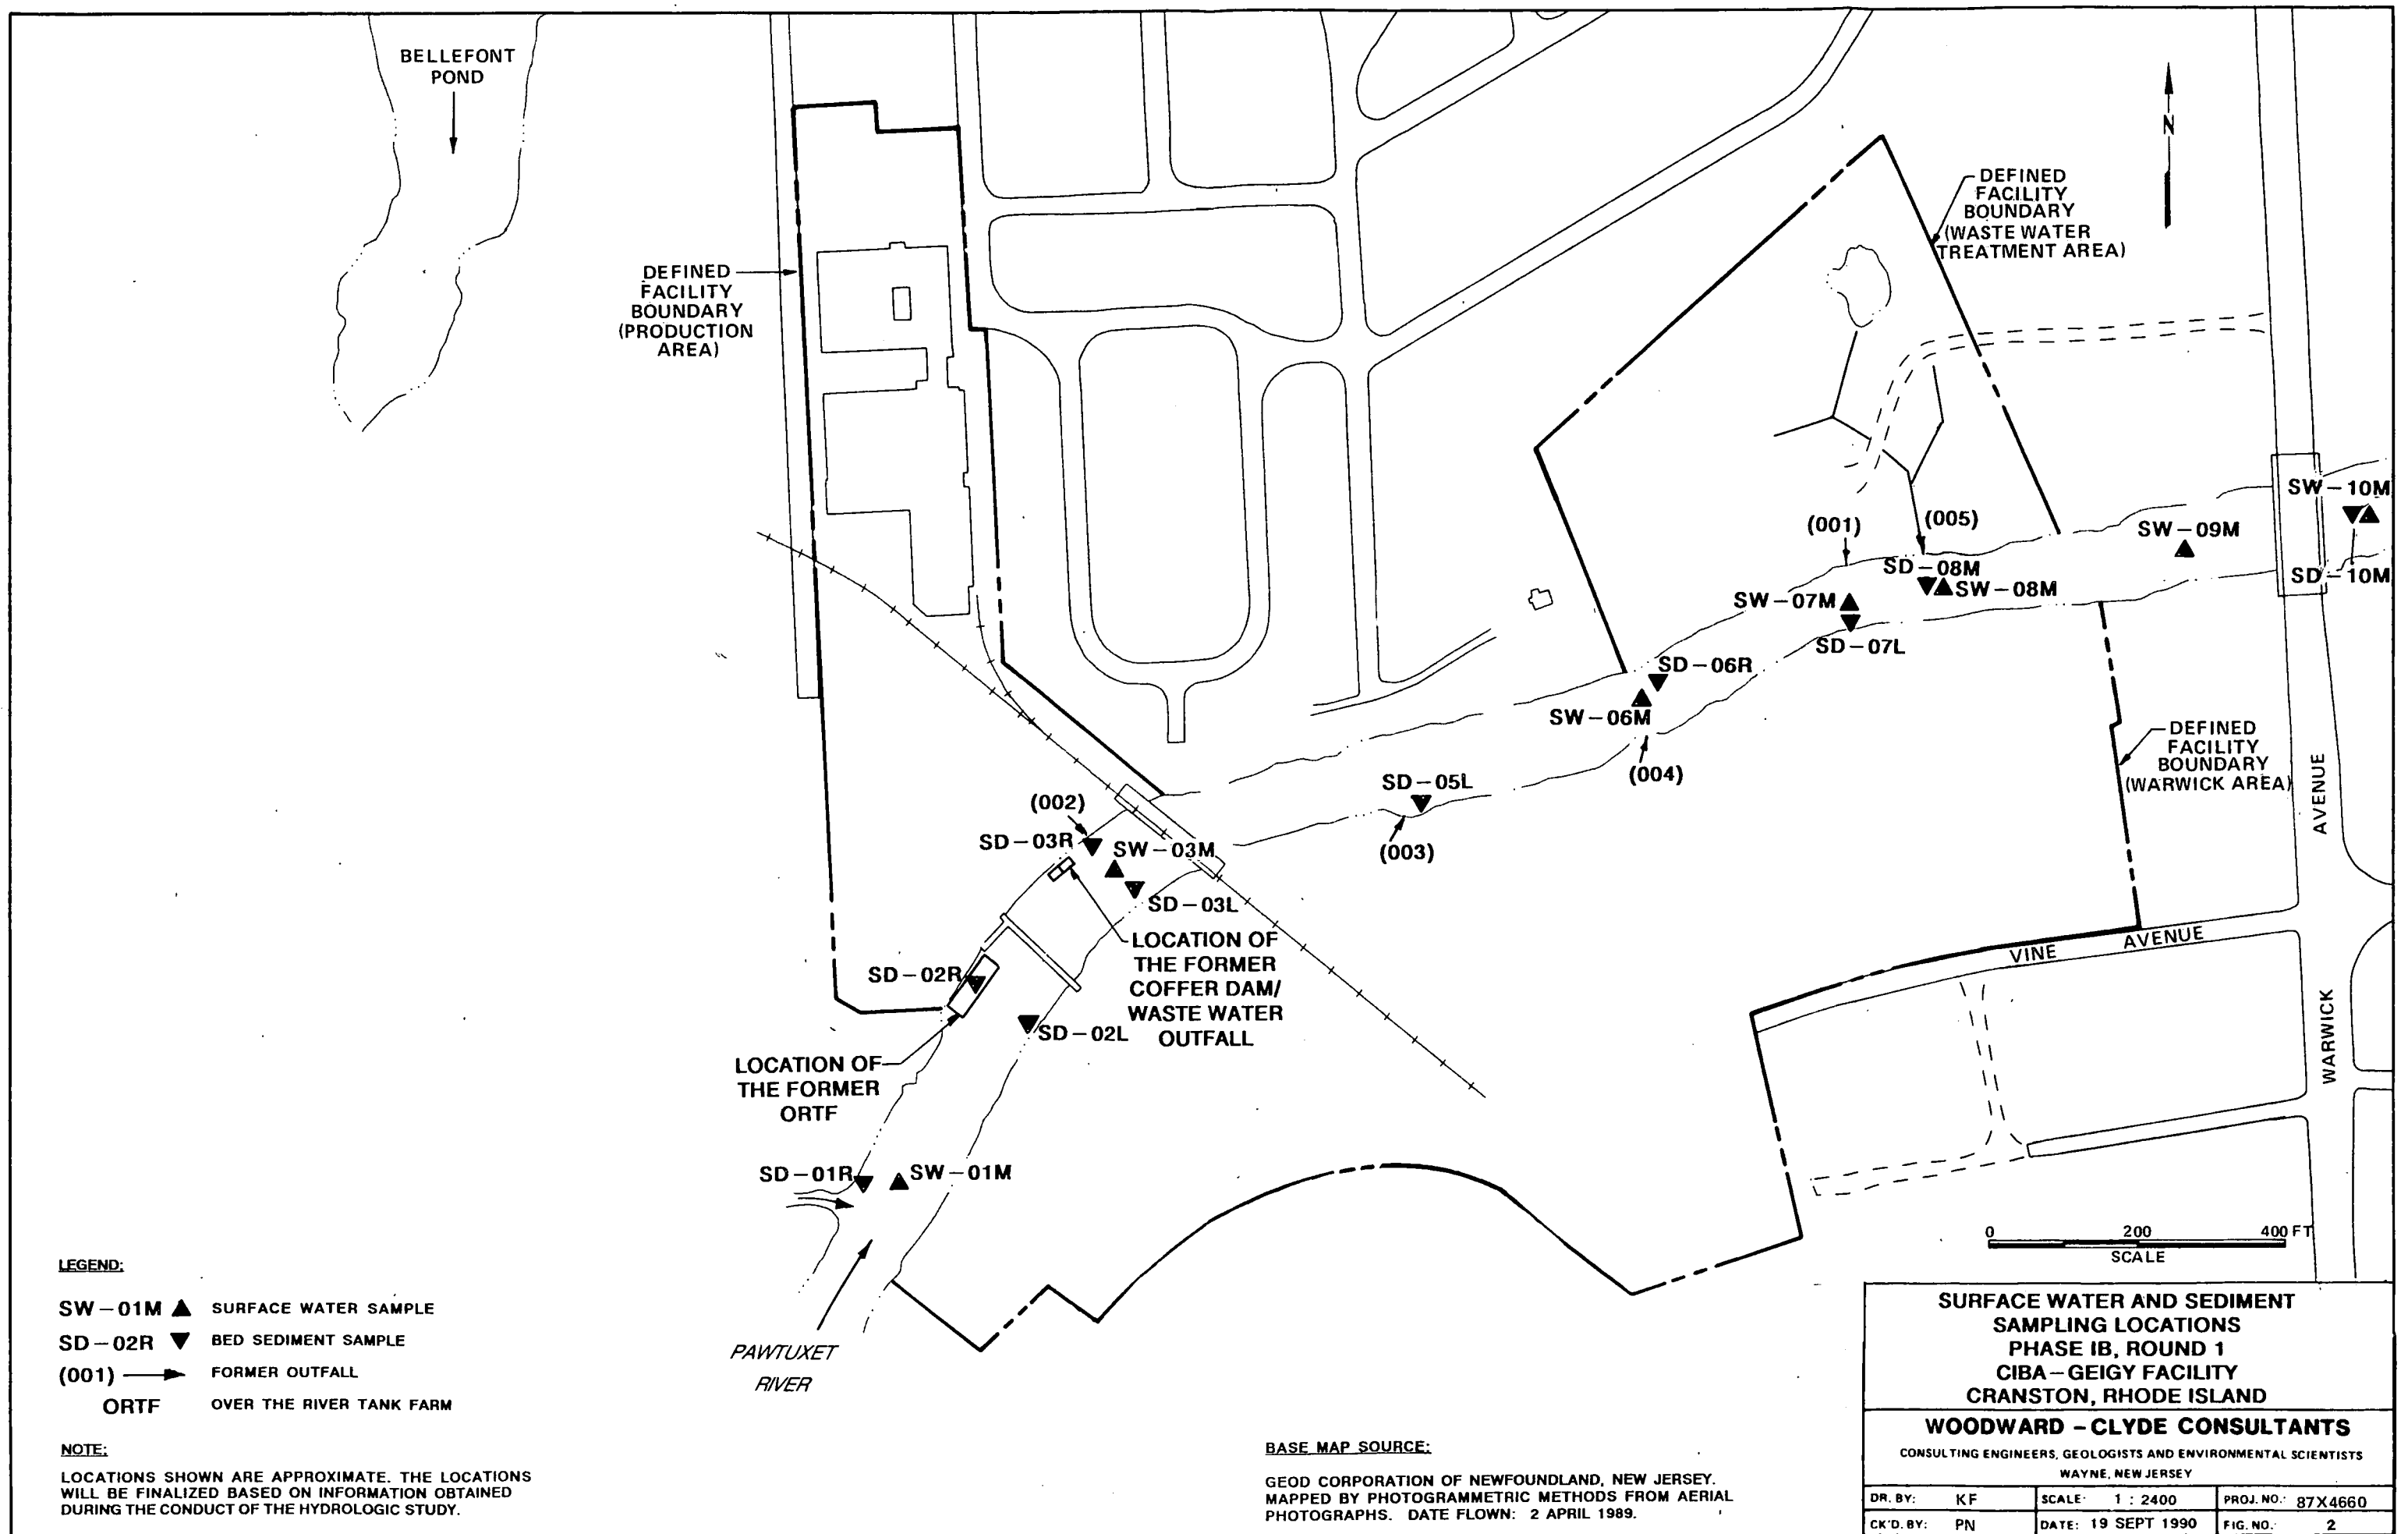 BELLEFONT
POND
N
DEFINED
FACILITY
BOUNDARY
(WASTE WATER
TREATMENT AREA)
DEFINED
FACILITY
BOUNDARY
(PRODUCTION
AREA)
SW-10M
(001)
(005)
SW-09M
SD-08M
SD-10M
SW-07M
SW-08M
SD-07L
SD-06R
SW-06M
DEFINED
FACILITY
BOUNDARY
(WARWICK AREA)
AVENUE
(004)
SD-05L
(002)
SD-03R
SW-03M
(003)
SD-03L
LOCATION OF
THE FORMER
COFFER DAM/
WASTE WATER
OUTFALL
VINE AVENUE
SD-02R
SD-02L
WARWICK
LOCATION OF
THE FORMER
ORTF
SD-01R
SW-01M
0 200 400 FT
SCALE
PAWTUXET
RIVER
LEGEND:
SW-01M ▲ SURFACE WATER SAMPLE
SD-02R ▼ BED SEDIMENT SAMPLE
(001) → FORMER OUTFALL
ORTF OVER THE RIVER TANK FARM
NOTE:
LOCATIONS SHOWN ARE APPROXIMATE. THE LOCATIONS
WILL BE FINALIZED BASED ON INFORMATION OBTAINED
DURING THE CONDUCT OF THE HYDROLOGIC STUDY.
BASE MAP SOURCE:
GEOD CORPORATION OF NEWFOUNDLAND, NEW JERSEY.
MAPPED BY PHOTOGRAMMETRIC METHODS FROM AERIAL
PHOTOGRAPHS. DATE FLOWN: 2 APRIL 1989.
SURFACE WATER AND SEDIMENT
SAMPLING LOCATIONS
PHASE IB, ROUND 1
CIBA-GEIGY FACILITY
CRANSTON, RHODE ISLAND
WOODWARD-CLYDE CONSULTANTS
CONSULTING ENGINEERS, GEOLOGISTS AND ENVIRONMENTAL SCIENTISTS
WAYNE, NEW JERSEY
DR. BY: KF SCALE: 1 : 2400 PROJ. NO.: 87X4660
CK'D. BY: PN DATE: 19 SEPT 1990 FIG. NO.: 2